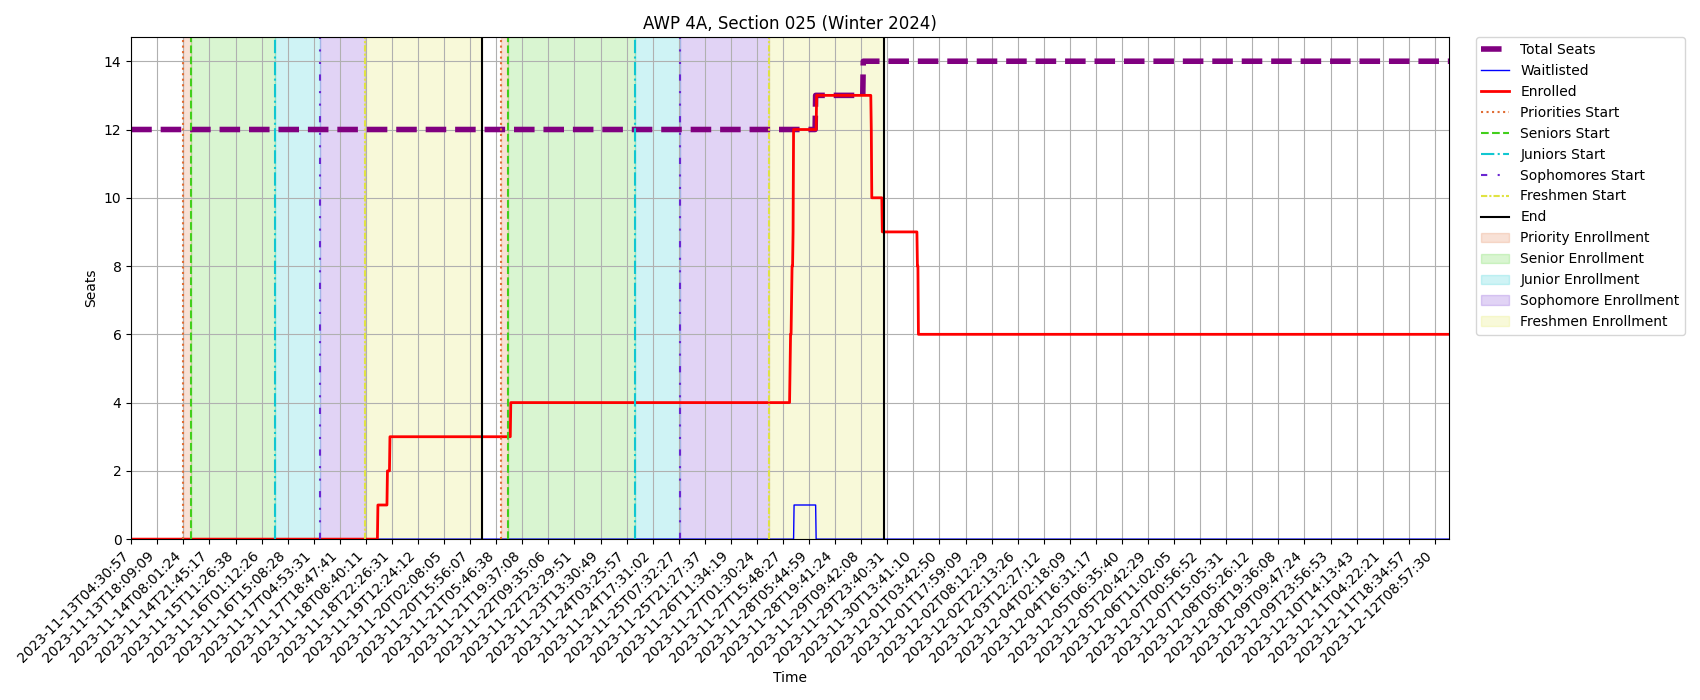 AWP 4A, Section 025 (Winter 2024)
Seats
14
12
10
8
6
4
2
0
2023-11-13T04:30:57
2023-11-13T18:09:09
2023-11-14T08:01:24
2023-11-14T21:45:17
2023-11-15T11:26:38
2023-11-16T01:12:26
2023-11-16T15:08:28
2023-11-17T04:53:31
2023-11-17T18:47:41
2023-11-18T08:40:11
2023-11-18T22:26:31
2023-11-19T12:24:12
2023-11-20T02:08:05
2023-11-20T15:56:07
2023-11-21T05:46:38
2023-11-21T19:37:08
2023-11-22T09:35:06
2023-11-22T23:29:51
2023-11-23T13:30:49
2023-11-24T03:25:57
2023-11-24T17:31:02
2023-11-25T07:32:27
2023-11-25T21:27:37
2023-11-26T11:34:19
2023-11-27T01:30:24
2023-11-27T15:48:27
2023-11-28T05:44:59
2023-11-28T19:41:24
2023-11-29T09:42:08
2023-11-29T23:40:31
2023-11-30T13:41:10
2023-12-01T03:42:50
2023-12-01T17:59:09
2023-12-02T08:12:29
2023-12-02T22:13:26
2023-12-03T12:27:12
2023-12-04T02:18:09
2023-12-04T16:31:17
2023-12-05T06:35:40
2023-12-05T20:42:29
2023-12-06T11:02:05
2023-12-07T00:56:52
2023-12-07T15:05:31
2023-12-08T05:26:12
2023-12-08T19:36:08
2023-12-09T09:47:24
2023-12-09T23:56:53
2023-12-10T14:13:43
2023-12-11T04:22:21
2023-12-11T18:34:57
2023-12-12T08:57:30
Time
Total Seats
Waitlisted
Enrolled
Priorities Start
Seniors Start
Juniors Start
Sophomores Start
Freshmen Start
End
Priority Enrollment
Senior Enrollment
Junior Enrollment
Sophomore Enrollment
Freshmen Enrollment